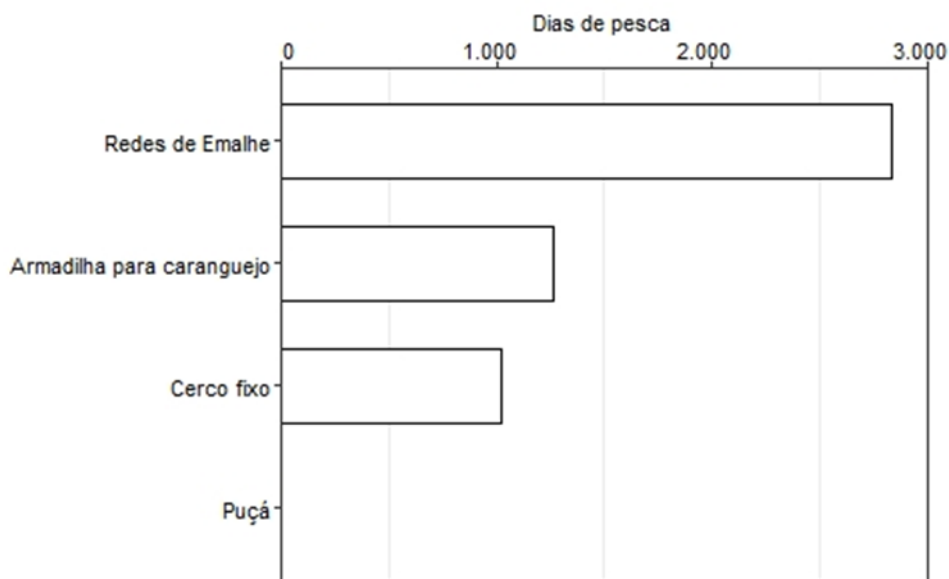 Dias de pesca
0 1.000 2.000 3.000
Redes de Emalhe
Armadilha para caranguejo
Cerco fixo
Puçá